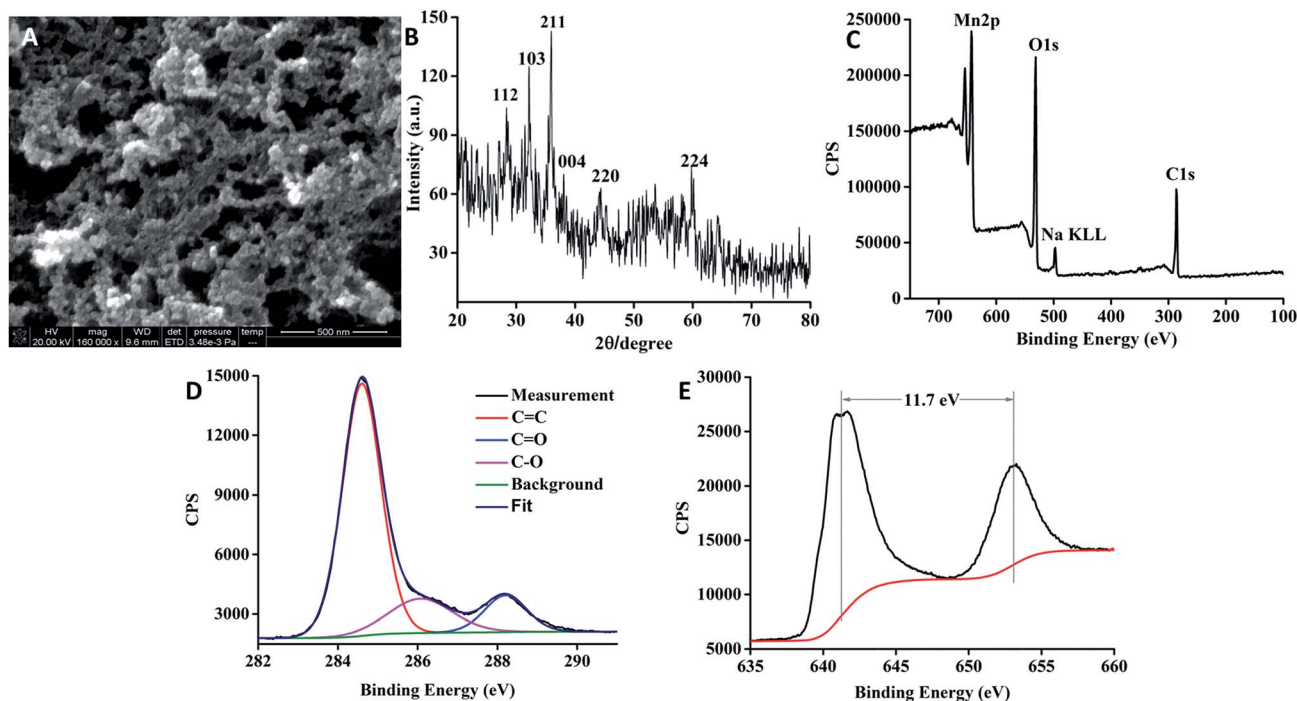 A
HV mag WD det pressure temp
20.00 kV 160 000 x 9.6 mm ETD 3.48e-3 Pa ---
500 nm
B
150
120
90
60
30
Intensity (a.u.)
112
103
211
004
220
224
20 30 40 50 60 70 80
2θ/degree
C
250000
200000
150000
100000
50000
0
CPS
Mn2p
O1s
Na KLL
C1s
700 600 500 400 300 200 100
Binding Energy (eV)
D
15000
12000
9000
6000
3000
CPS
Measurement
C=C
C=O
C-O
Background
Fit
282 284 286 288 290
Binding Energy (eV)
E
30000
25000
20000
15000
10000
5000
CPS
11.7 eV
635 640 645 650 655 660
Binding Energy (eV)